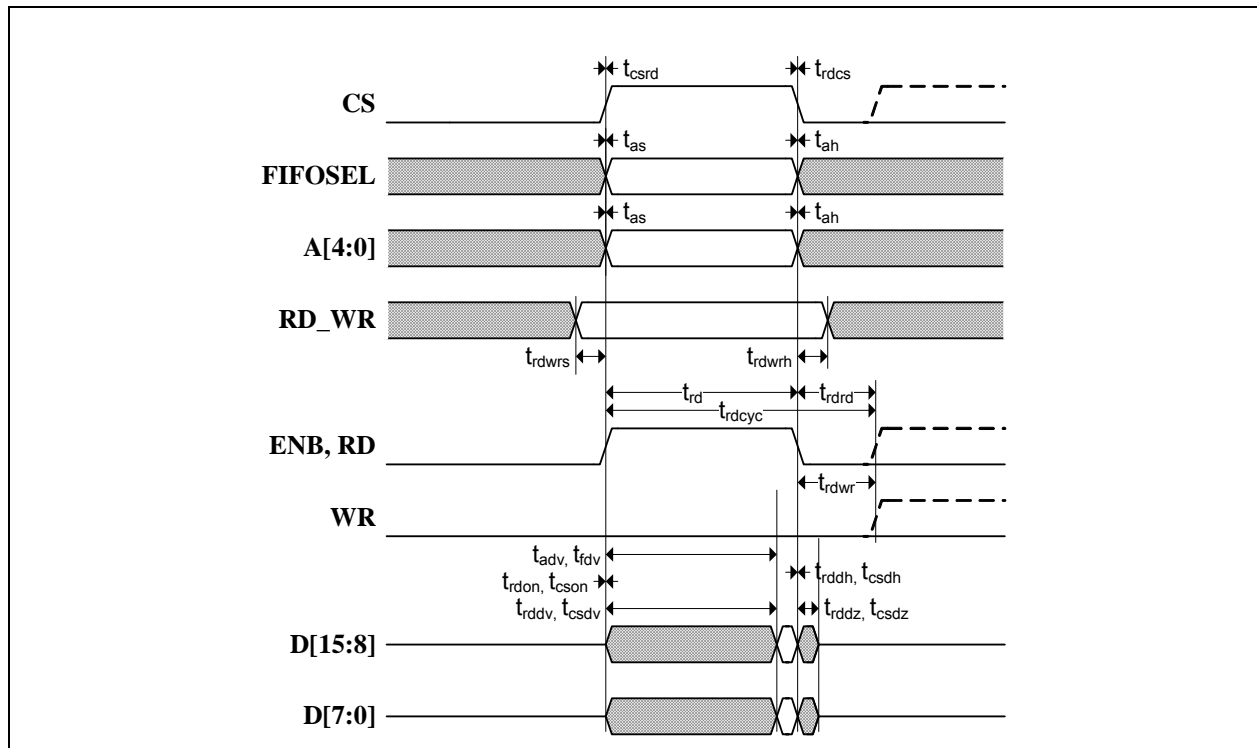 t_csrd t_rdcs
CS
t_as t_ah
FIFOSEL
t_as t_ah
A[4:0]
RD_WR
t_rdwrs t_rdwrh
t_rd t_rdrd
t_rdcyc
ENB, RD
t_rdwr
WR
t_adv, t_fdv
t_rdon, t_cson t_rddh, t_csdh
t_rddv, t_csdv t_rddz, t_csdz
D[15:8]
D[7:0]